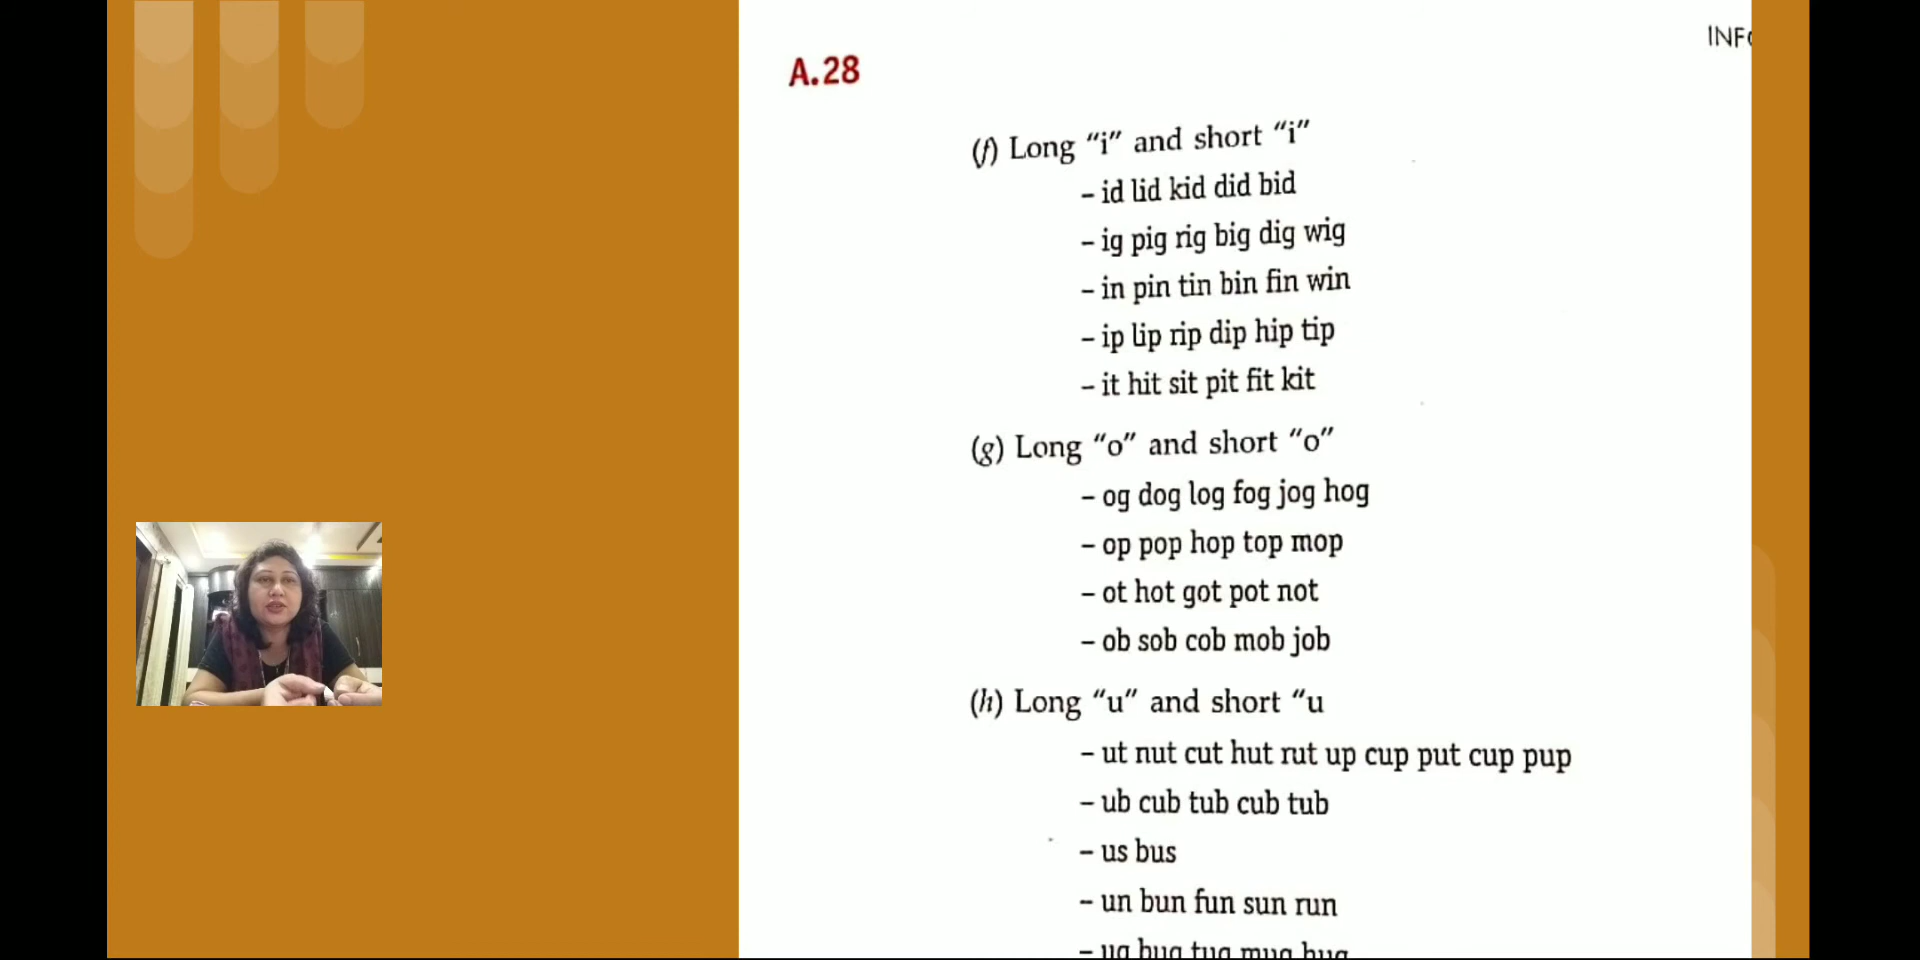 INF
A.28
(f) Long “i” and short “i”
– id lid kid did bid
– ig pig rig big dig wig
– in pin tin bin fin win
– ip lip rip dip hip tip
– it hit sit pit fit kit
(g) Long “o” and short “o”
– og dog log fog jog hog
– op pop hop top mop
– ot hot got pot not
– ob sob cob mob job
(h) Long “u” and short “u
– ut nut cut hut rut up cup put cup pup
– ub cub tub cub tub
– us bus
– un bun fun sun run
– ug bug tug mug